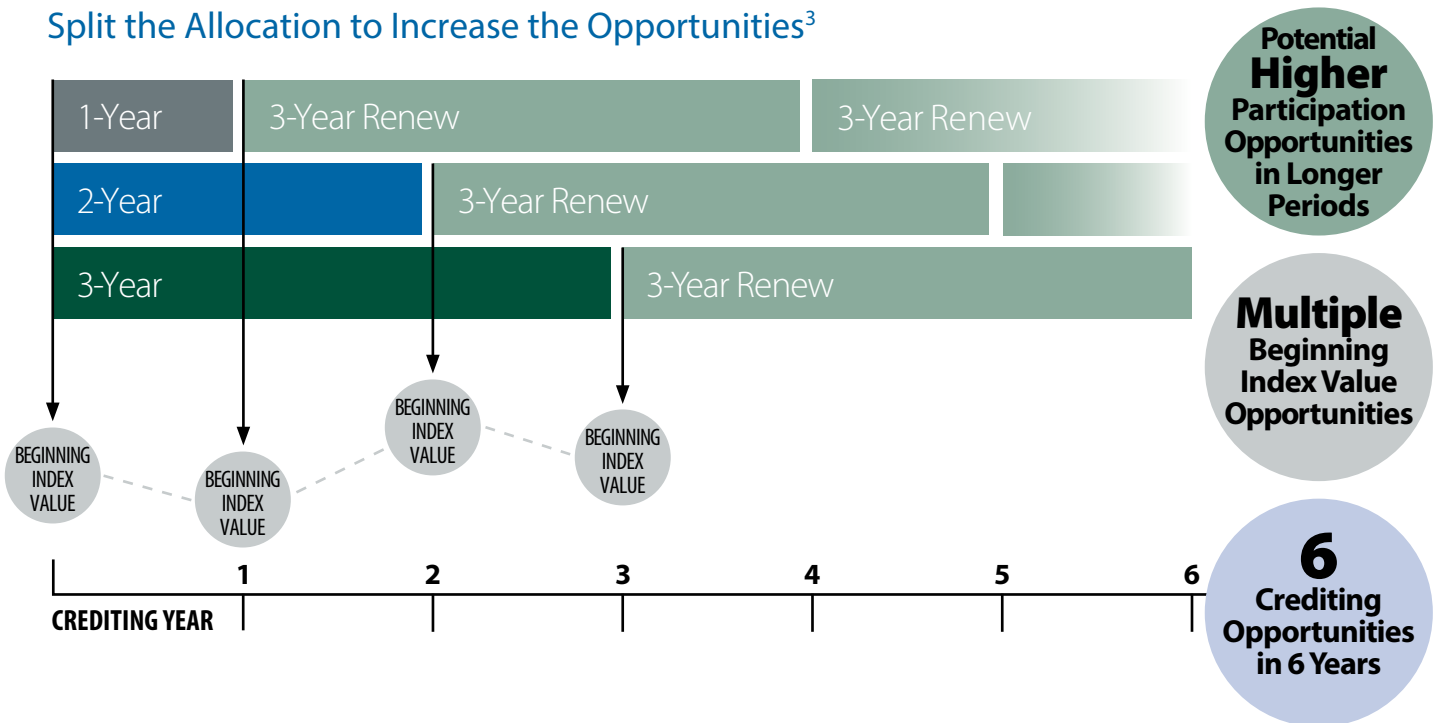 Split the Allocation to Increase the Opportunities³
1-Year
3-Year Renew
3-Year Renew
2-Year
3-Year Renew
3-Year
3-Year Renew
BEGINNING
INDEX
VALUE
BEGINNING
INDEX
VALUE
BEGINNING
INDEX
VALUE
BEGINNING
INDEX
VALUE
1 2 3 4 5 6
CREDITING YEAR
Potential
Higher
Participation
Opportunities
in Longer
Periods
Multiple
Beginning
Index Value
Opportunities
6
Crediting
Opportunities
in 6 Years